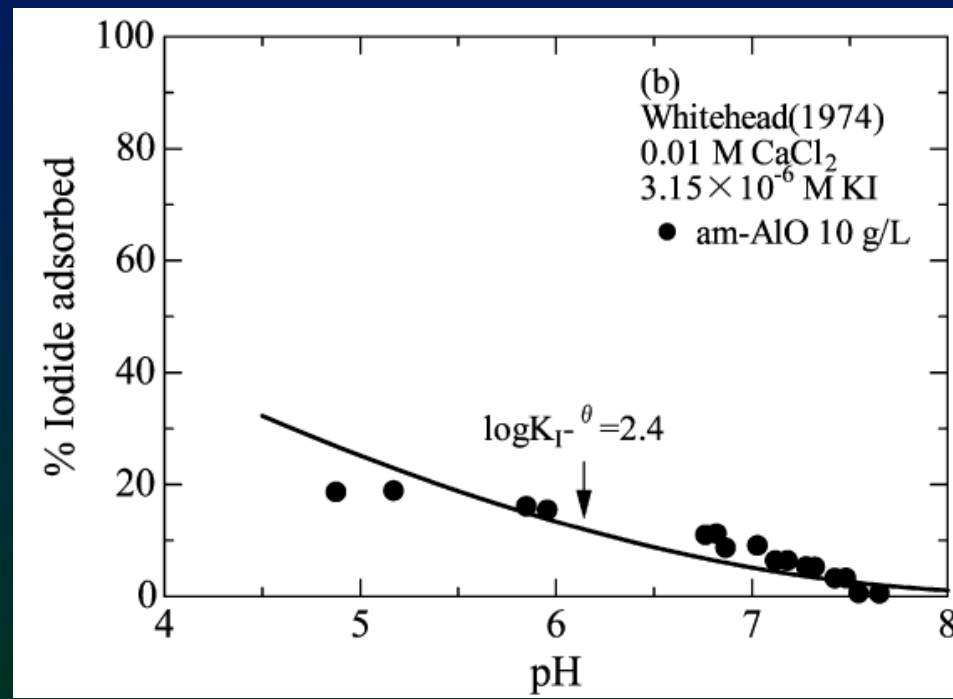 100
80
60
40
20
0
% Iodide adsorbed
(b)
Whitehead(1974)
0.01 M CaCl₂
3.15×10⁻⁶ M KI
● am-AlO 10 g/L
logK_I-^θ=2.4
4 5 6 7 8
pH